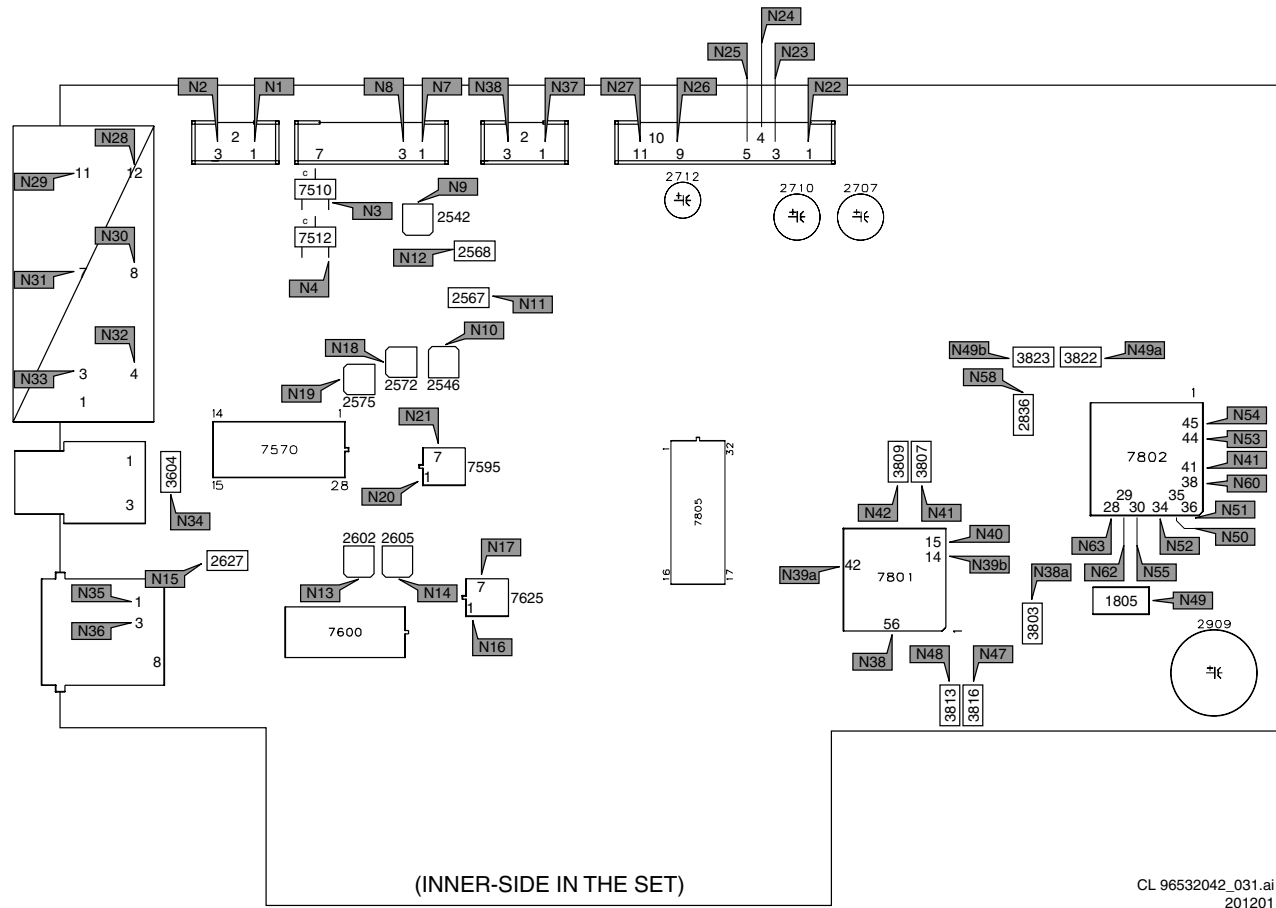 N24
N25 N23
N2 N1 N8 N7 N38 N37 N27 N26 N22
2 2 10 4
3 1 7 3 1 3 1 11 9 5 3 1
N28
11 12
N29
c
7510
N3
N9
2542
2712
2710 2707
c
7512
N4
N12 2568
N30
N31 7 8
2567 N11
N32
N33 3 4
1
N18 N10
N19
2572 2546
2575
N49b 3823 3822 N49a
N58
2836
14 1
7570
15 28
N21
7 7595
1
N20
1 32
7805
16 17
1
45 N54
44 N53
7802
41 N41
38 N60
29 35
28 30 34 36 N51
N50
N63 N52
N62 N55
1
3
3604
N34
3809 3807
N42 N41
15 N40
14 N39b
N39a 42
7801
56 1
N38
2627
N15
N35 1
N36 3
8
2602 2605
N13 N14
N17
7 7625
1
N16
7600
N38a
3803
1805 N49
2909
N48 N47
3813 3816
(INNER-SIDE IN THE SET)
CL 96532042_031.ai
201201